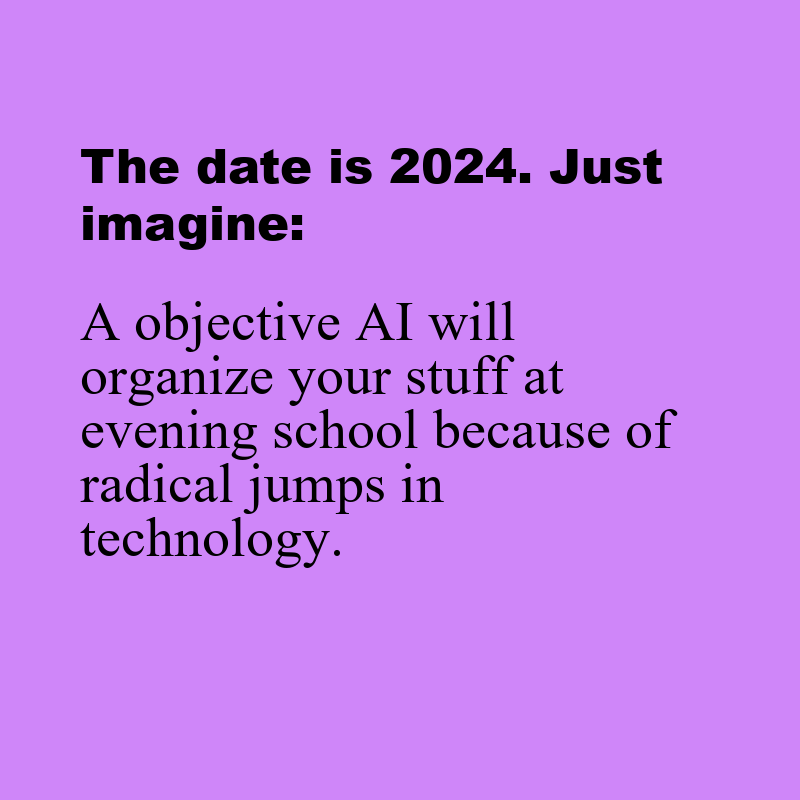 The date is 2024. Just
imagine:
A objective AI will
organize your stuff at
evening school because of
radical jumps in
technology.